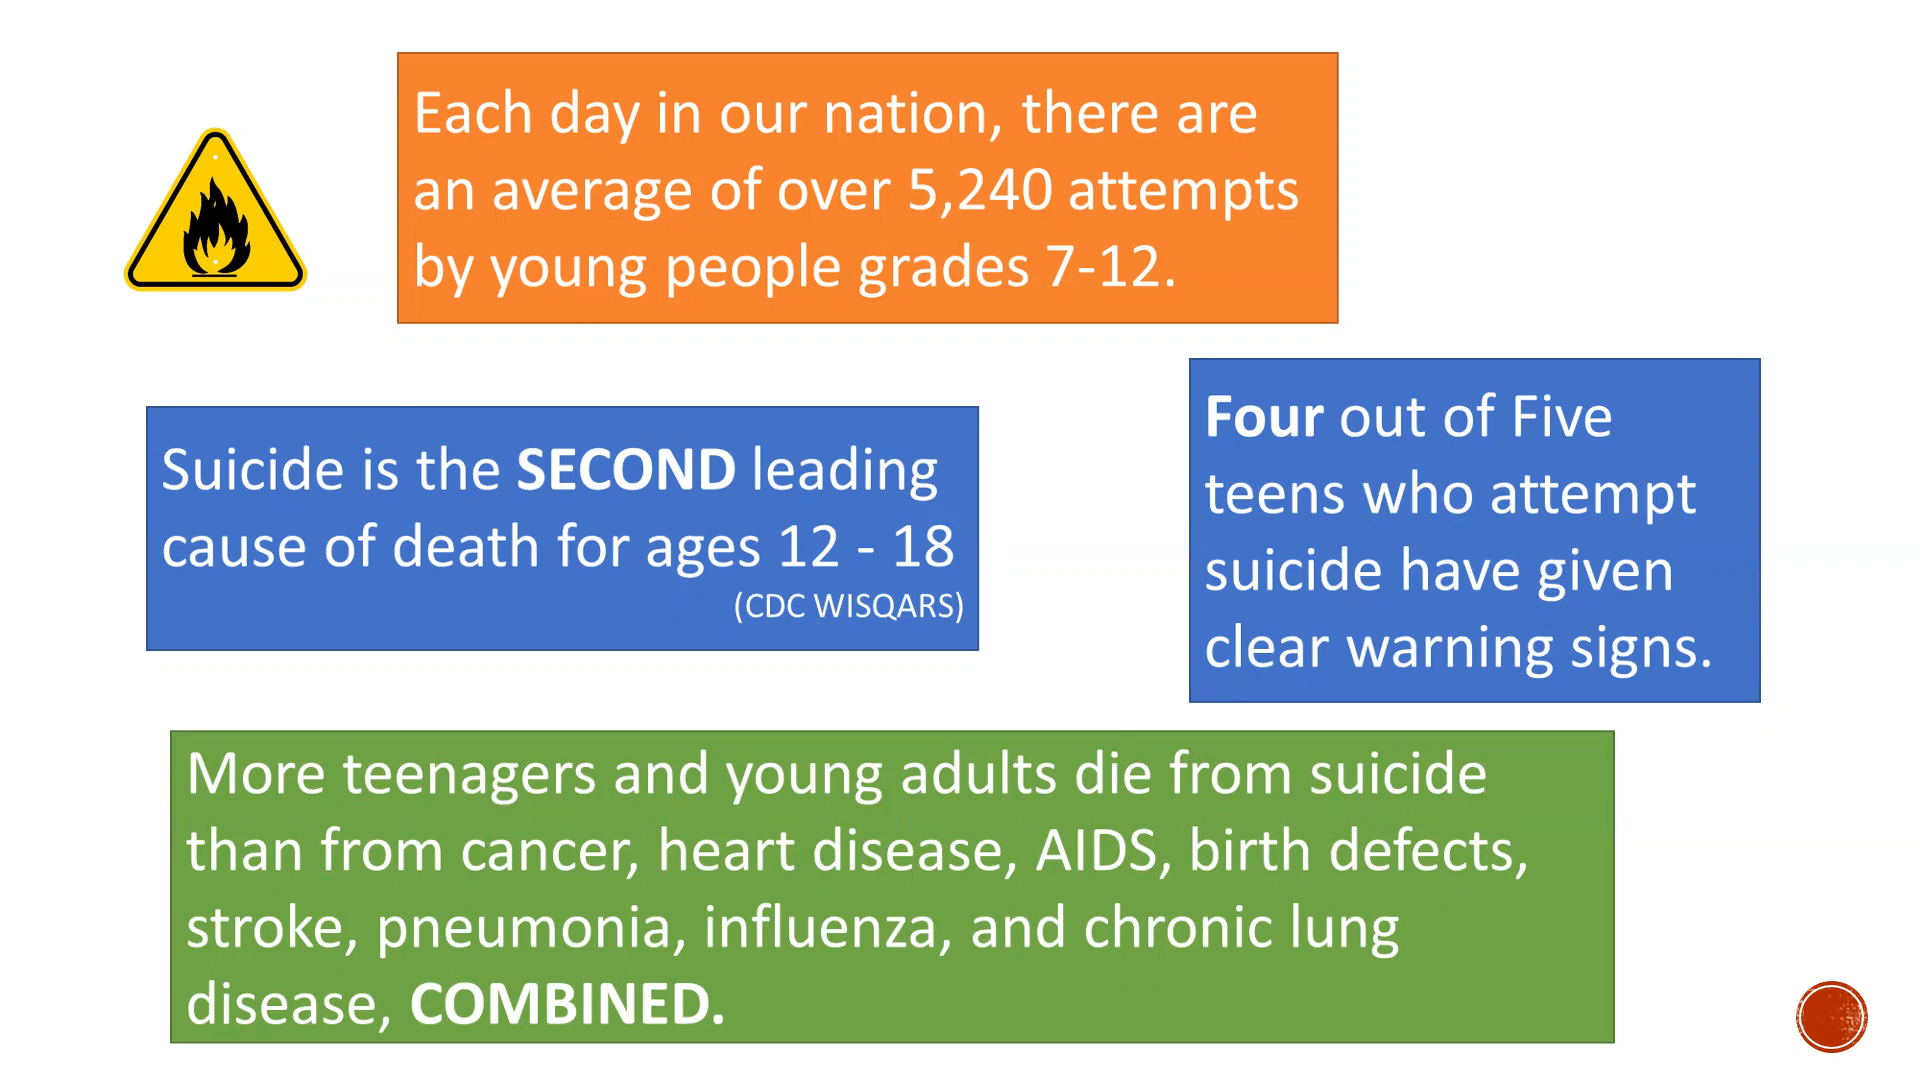 Each day in our nation, there are
an average of over 5,240 attempts
by young people grades 7-12.
Suicide is the SECOND leading
cause of death for ages 12 - 18
(CDC WISQARS)
Four out of Five
teens who attempt
suicide have given
clear warning signs.
More teenagers and young adults die from suicide
than from cancer, heart disease, AIDS, birth defects,
stroke, pneumonia, influenza, and chronic lung
disease, COMBINED.